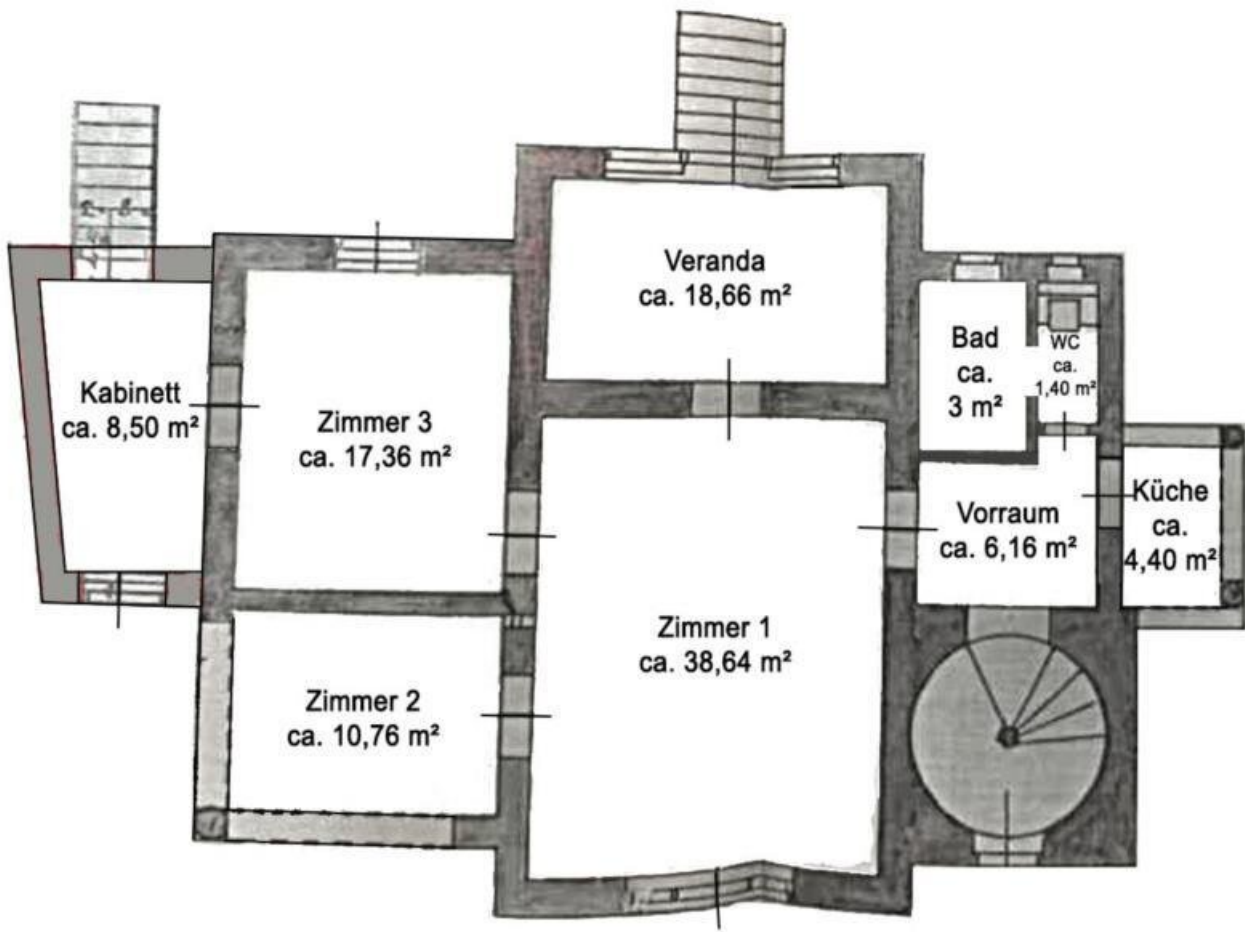 Veranda
ca. 18,66 m²
Bad
ca.
3 m²
WC
ca.
1,40 m²
Kabinett
ca. 8,50 m²
Zimmer 3
ca. 17,36 m²
Vorraum
ca. 6,16 m²
Küche
ca.
4,40 m²
Zimmer 1
ca. 38,64 m²
Zimmer 2
ca. 10,76 m²